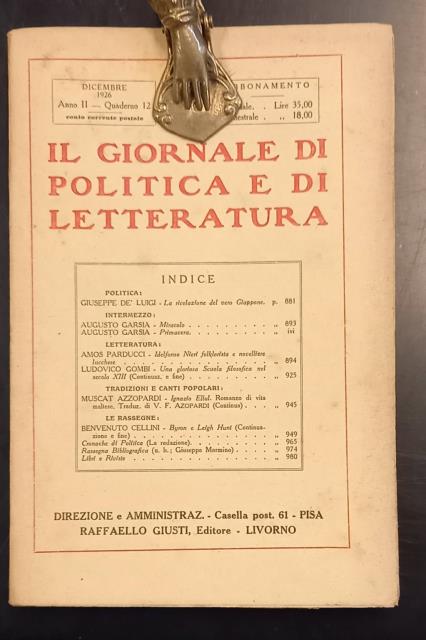 DICEMBRE
1926
Anno II — Quaderno 12
conto corrente postale
BONAMENTO
ale. . Lire 35,00
estrale . „ 18,00
IL GIORNALE DI
POLITICA E DI
LETTERATURA
INDICE
POLITICA:
GIUSEPPE DE' LUIGI - La rivelazione del vero Giappone. p. 881
INTERMEZZO:
AUGUSTO GARSIA - Miracolo . . . . . . . . . „ 893
AUGUSTO GARSIA - Primavera. . . . . . . . . „ ivi
LETTERATURA:
AMOS PARDUCCI - Idelfonso Nieri folklorista e novelliere
lucchese . . . . . . . . . . . . . . . „ 894
LUDOVICO GOMBI - Una gloriosa Scuola filosofica nel
secolo XIII (Continuaz. e fine) . . . . . . . . „ 925
TRADIZIONI E CANTI POPOLARI:
MUSCAT AZZOPARDI - Ignazio Ellul. Romanzo di vita
maltese. Traduz. di V. F. AZOPARDI (Continua) . . . „ 945
LE RASSEGNE:
BENVENUTO CELLINI - Byron e Leigh Hunt (Continua-
zione e fine) . . . . . . . . . . . . . . „ 949
Cronache di Politica (La redazione). . . . . . . . „ 965
Rassegna Bibliografica (n. b.; Giuseppe Mormino) . . . . „ 974
Libri e Riviste . . . . . . . . . . . . . . „ 980
DIREZIONE e AMMINISTRAZ. - Casella post. 61 - PISA
RAFFAELLO GIUSTI, Editore - LIVORNO